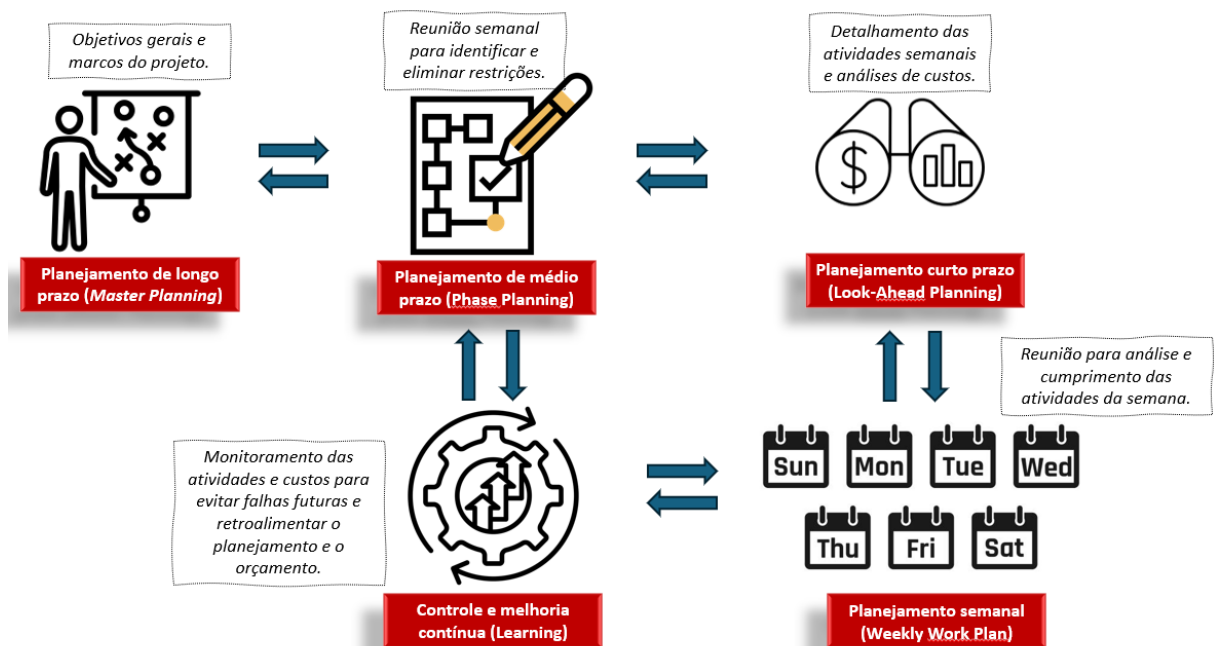 Objetivos gerais e
marcos do projeto.
Planejamento de longo
prazo (Master Planning)
Reunião semanal
para identificar e
eliminar restrições.
Planejamento de médio
prazo (Phase Planning)
Detalhamento das
atividades semanais
e análises de custos.
$
Planejamento curto prazo
(Look-Ahead Planning)
Reunião para análise e
cumprimento das
atividades da semana.
Monitoramento das
atividades e custos para
evitar falhas futuras e
retroalimentar o
planejamento e o
orçamento.
Controle e melhoria
contínua (Learning)
Sun Mon Tue Wed
Thu Fri Sat
Planejamento semanal
(Weekly Work Plan)